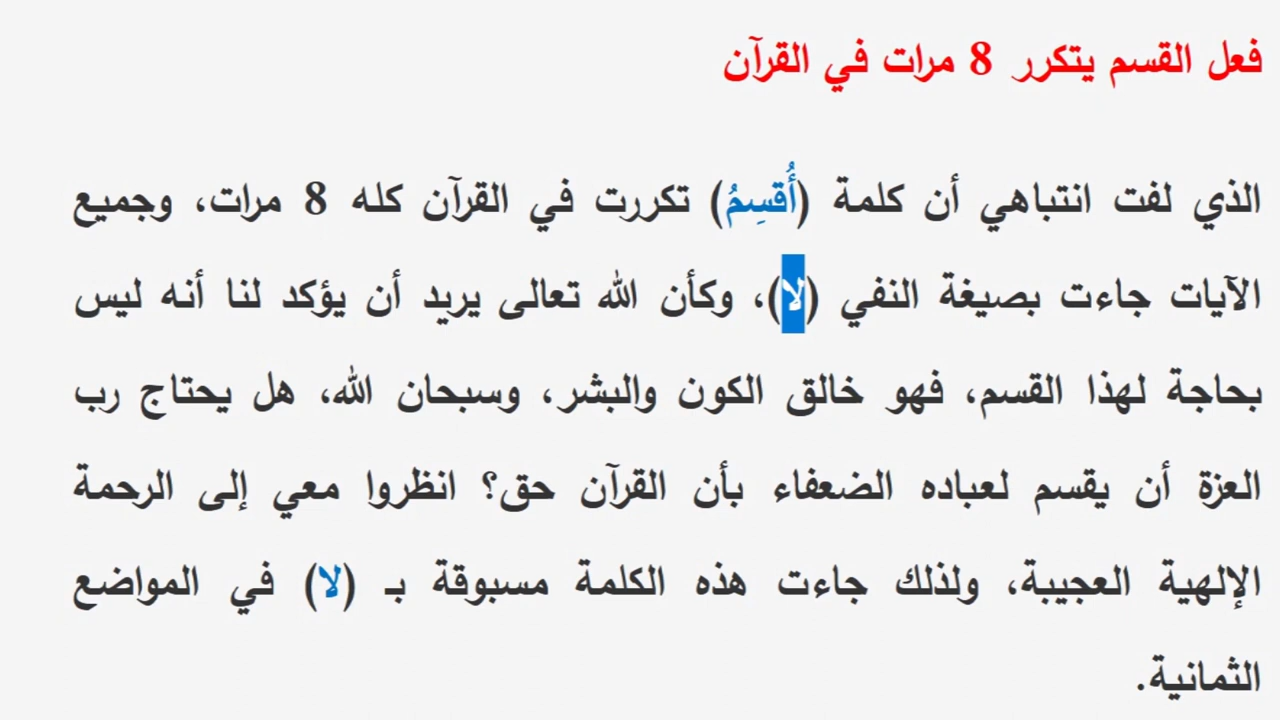 فعل القسم يتكرر 8 مرات في القرآن
الذي لفت انتباهي أن كلمة (أُقسِمُ) تكررت في القرآن كله 8 مرات، وجميع
الآيات جاءت بصيغة النفي (لا)، وكأن الله تعالى يريد أن يؤكد لنا أنه ليس
بحاجة لهذا القسم، فهو خالق الكون والبشر، وسبحان الله، هل يحتاج رب
العزة أن يقسم لعباده الضعفاء بأن القرآن حق؟ انظروا معي إلى الرحمة
الإلهية العجيبة، ولذلك جاءت هذه الكلمة مسبوقة بـ (لا) في المواضع
الثمانية.